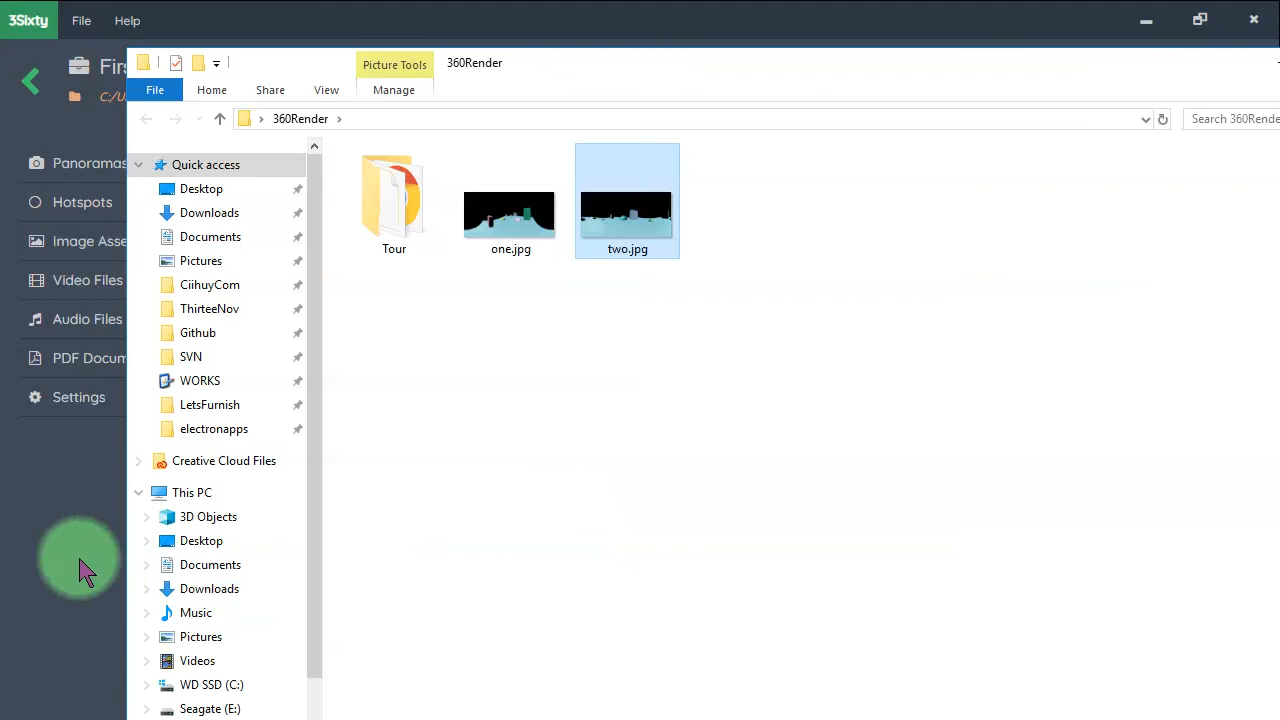 3Sixty File Help
Firs
C:/U
Panoramas
Hotspots
Image Asse
Video Files
Audio Files
PDF Docum
Settings
Picture Tools 360Render
File Home Share View Manage
360Render Search 360Rende
Quick access
Desktop
Downloads
Documents
Pictures
CiihuyCom
ThirteeNov
Github
SVN
WORKS
LetsFurnish
electronapps
Creative Cloud Files
This PC
3D Objects
Desktop
Documents
Downloads
Music
Pictures
Videos
WD SSD (C:)
Seagate (E:)
Tour one.jpg two.jpg